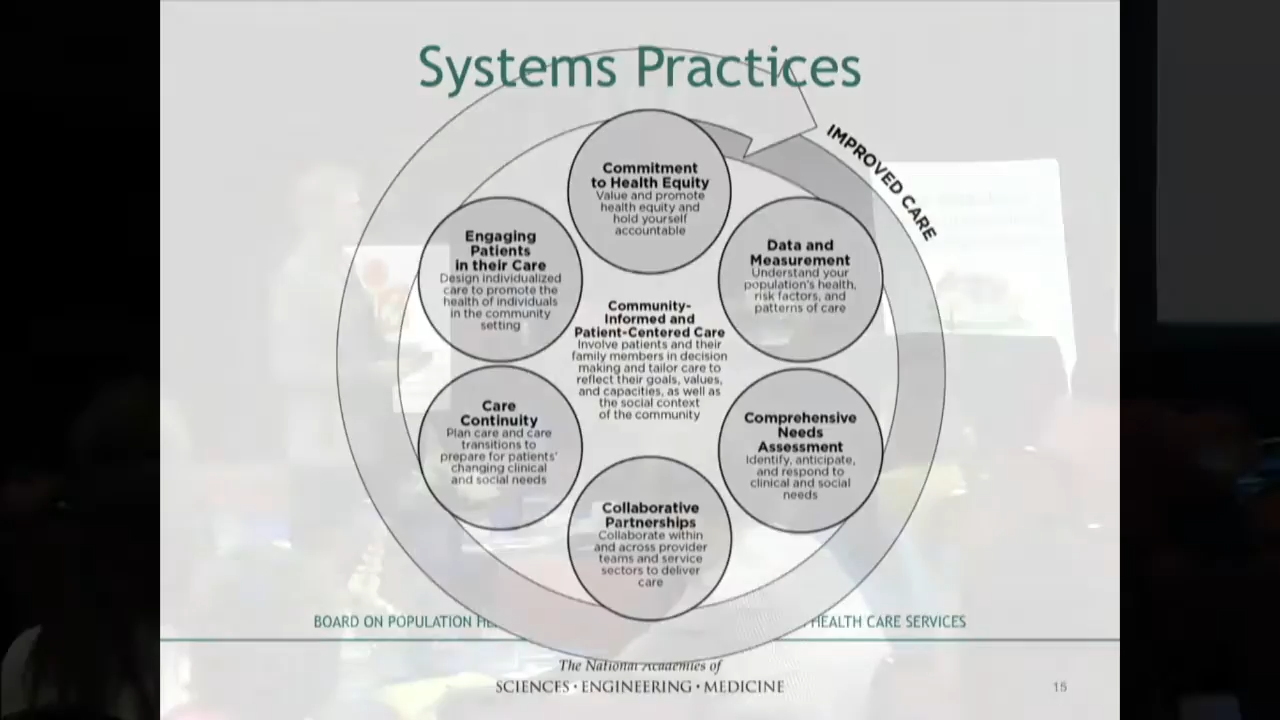 Systems Practices
IMPROVED CARE
Commitment
to Health Equity
Value and promote
health equity and
hold yourself
accountable
Data and
Measurement
Understand your
population's health,
risk factors, and
patterns of care
Comprehensive
Needs
Assessment
Identify, anticipate,
and respond to
clinical and social
needs
Collaborative
Partnerships
Collaborate within
and across provider
teams and service
sectors to deliver
care
Care
Continuity
Plan care and care
transitions to
prepare for patients'
changing clinical
and social needs
Engaging
Patients
in their Care
Design individualized
care to promote the
health of individuals
in the community
setting
Community-
Informed and
Patient-Centered Care
Involve patients and their
family members in decision
making and tailor care to
reflect their goals, values,
and capacities, as well as
the social context
of the community
BOARD ON POPULATION HEALTH CARE SERVICES
The National Academies of
SCIENCES · ENGINEERING · MEDICINE
15